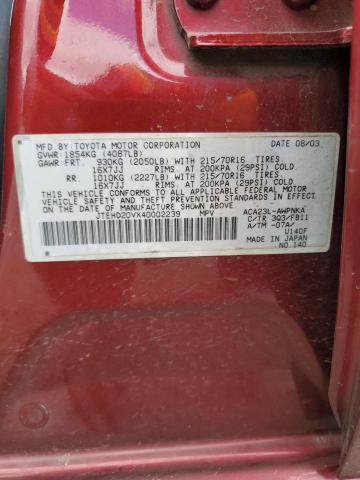 MFD. BY TOYOTA MOTOR CORPORATION DATE 08/03
GVWR: 1854KG (4087LB)
GAWR: FRT. 930KG (2050LB) WITH 215/70R16 TIRES
16X7JJ RIMS. AT 200KPA (29PSI) COLD
RR. 1010KG (2227LB) WITH 215/70R16 TIRES
16X7JJ RIMS. AT 200KPA (29PSI) COLD
THIS VEHICLE CONFORMS TO ALL APPLICABLE FEDERAL MOTOR
VEHICLE SAFETY AND BUMPER STANDARDS IN EFFECT ON
THE DATE OF MANUFACTURE SHOWN ABOVE.
JTEHD20VX40002239 MPV ACA23L-AWPNKA
C/TR 3Q3/FB11
A/TM -07A/ U140F
MADE IN JAPAN
NO.140